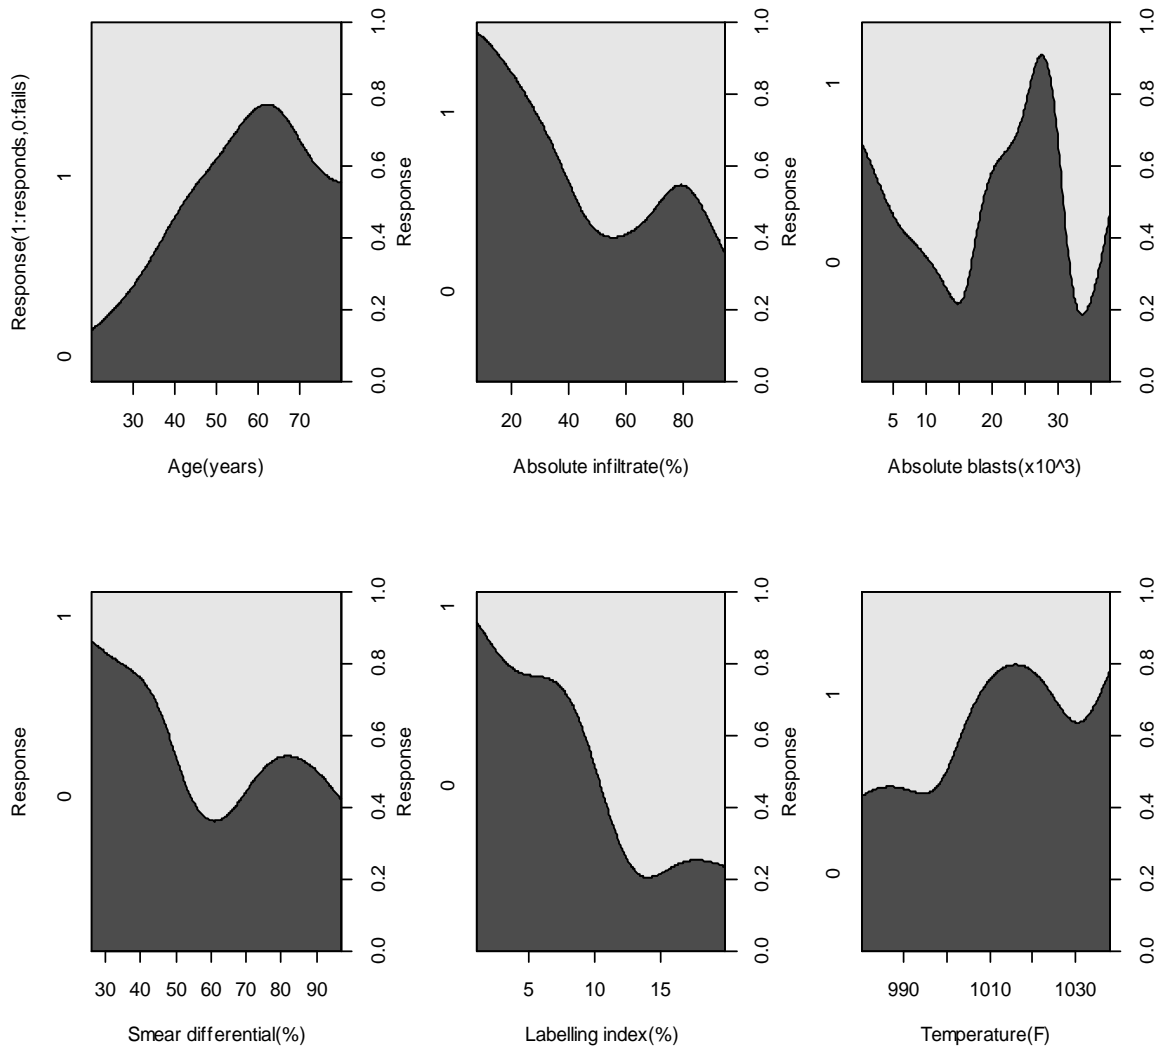 Response(1:responds,0:fails)
0 1
0.0 0.2 0.4 0.6 0.8 1.0
30 40 50 60 70
Age(years)
Response
0 1
0.0 0.2 0.4 0.6 0.8 1.0
20 40 60 80
Absolute infiltrate(%)
Response
0 1
0.0 0.2 0.4 0.6 0.8 1.0
5 10 20 30
Absolute blasts(x10^3)
Response
0 1
0.0 0.2 0.4 0.6 0.8 1.0
30 40 50 60 70 80 90
Smear differential(%)
Response
0 1
0.0 0.2 0.4 0.6 0.8 1.0
5 10 15
Labelling index(%)
Response
0 1
0.0 0.2 0.4 0.6 0.8 1.0
990 1010 1030
Temperature(F)